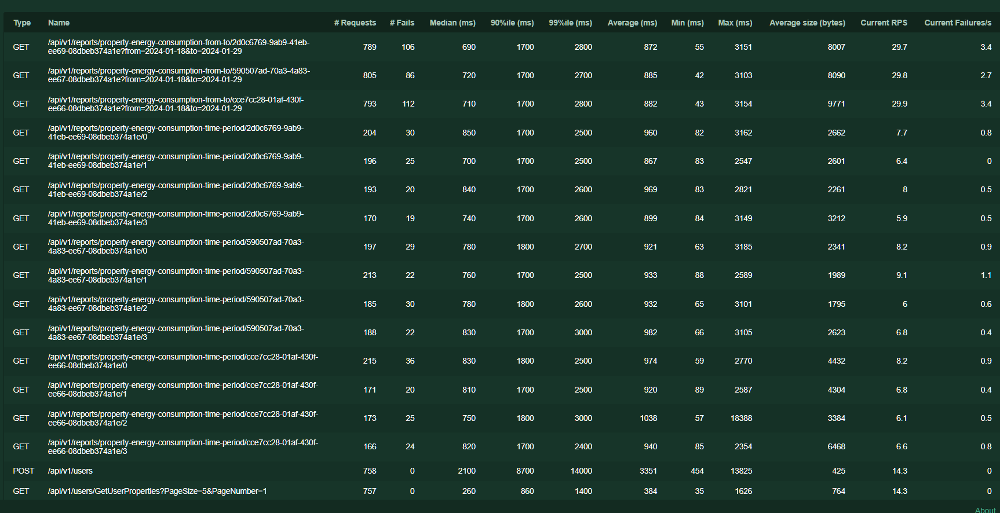 Type Name # Requests # Fails Median (ms) 90%ile (ms) 99%ile (ms) Average (ms) Min (ms) Max (ms) Average size (bytes) Current RPS Current Failures/s
/api/v1/reports/property-energy-consumption-from-to/2d0c6769-9ab9-41eb-
GET 789 106 690 1700 2800 872 55 3151 8007 29.7 3.4
ee69-08dbeb374a1e?from=2024-01-18&to=2024-01-29
/api/v1/reports/property-energy-consumption-from-to/590507ad-70a3-4a83-
GET 805 86 720 1700 2700 885 42 3103 8090 29.8 2.7
ee67-08dbeb374a1e?from=2024-01-18&to=2024-01-29
/api/v1/reports/property-energy-consumption-from-to/cce7cc28-01af-430f-
GET 793 112 710 1700 2800 882 43 3154 9771 29.9 3.4
ee66-08dbeb374a1e?from=2024-01-18&to=2024-01-29
/api/v1/reports/property-energy-consumption-time-period/2d0c6769-9ab9-
GET 204 30 850 1700 2500 960 82 3162 2662 7.7 0.8
41eb-ee69-08dbeb374a1e/0
/api/v1/reports/property-energy-consumption-time-period/2d0c6769-9ab9-
GET 196 25 700 1700 2500 867 83 2547 2601 6.4 0
41eb-ee69-08dbeb374a1e/1
/api/v1/reports/property-energy-consumption-time-period/2d0c6769-9ab9-
GET 193 20 840 1700 2600 969 83 2821 2261 8 0.5
41eb-ee69-08dbeb374a1e/2
/api/v1/reports/property-energy-consumption-time-period/2d0c6769-9ab9-
GET 170 19 740 1700 2600 899 84 3149 3212 5.9 0.5
41eb-ee69-08dbeb374a1e/3
/api/v1/reports/property-energy-consumption-time-period/590507ad-70a3-
GET 197 29 780 1800 2700 921 63 3185 2341 8.2 0.9
4a83-ee67-08dbeb374a1e/0
/api/v1/reports/property-energy-consumption-time-period/590507ad-70a3-
GET 213 22 760 1700 2500 933 88 2589 1989 9.1 1.1
4a83-ee67-08dbeb374a1e/1
/api/v1/reports/property-energy-consumption-time-period/590507ad-70a3-
GET 185 30 780 1800 2600 932 65 3101 1795 6 0.6
4a83-ee67-08dbeb374a1e/2
/api/v1/reports/property-energy-consumption-time-period/590507ad-70a3-
GET 188 22 830 1700 3000 982 66 3105 2623 6.8 0.4
4a83-ee67-08dbeb374a1e/3
/api/v1/reports/property-energy-consumption-time-period/cce7cc28-01af-430f-
GET 215 36 830 1800 2500 974 59 2770 4432 8.2 0.9
ee66-08dbeb374a1e/0
/api/v1/reports/property-energy-consumption-time-period/cce7cc28-01af-430f-
GET 171 20 810 1700 2500 920 89 2587 4304 6.8 0.4
ee66-08dbeb374a1e/1
/api/v1/reports/property-energy-consumption-time-period/cce7cc28-01af-430f-
GET 173 25 750 1800 3000 1038 57 18388 3384 6.1 0.5
ee66-08dbeb374a1e/2
/api/v1/reports/property-energy-consumption-time-period/cce7cc28-01af-430f-
GET 166 24 820 1700 2400 940 85 2354 6468 6.6 0.8
ee66-08dbeb374a1e/3
POST /api/v1/users 758 0 2100 8700 14000 3351 454 13825 425 14.3 0
GET /api/v1/users/GetUserProperties?PageSize=5&PageNumber=1 757 0 260 860 1400 384 35 1626 764 14.3 0
About